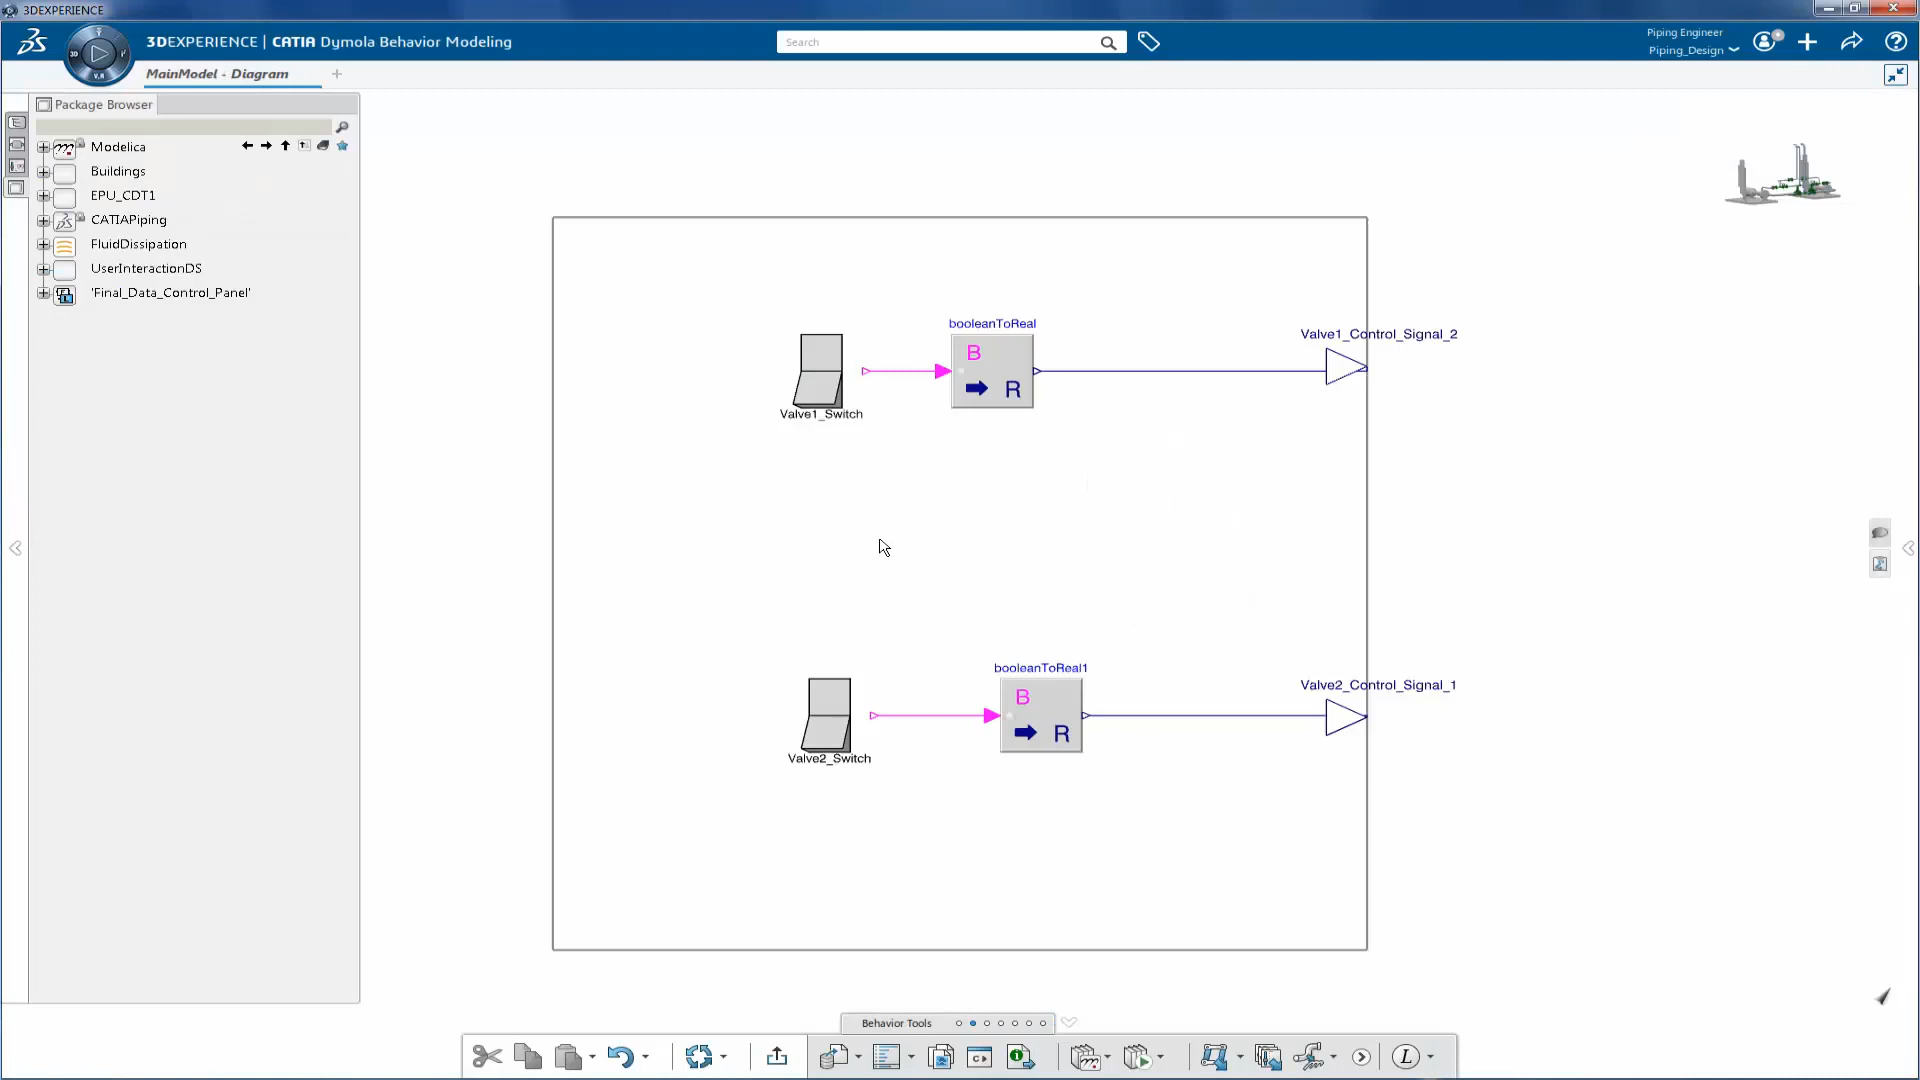 3DEXPERIENCE
3DEXPERIENCE | CATIA Dymola Behavior Modeling
Search
Piping Engineer
Piping_Design
3D
V.R
MainModel - Diagram
Package Browser
Modelica
Buildings
EPU_CDT1
CATIAPiping
FluidDissipation
UserInteractionDS
'Final_Data_Control_Panel'
booleanToReal
B
R
Valve1_Switch
Valve1_Control_Signal_2
booleanToReal1
B
R
Valve2_Switch
Valve2_Control_Signal_1
Behavior Tools
L